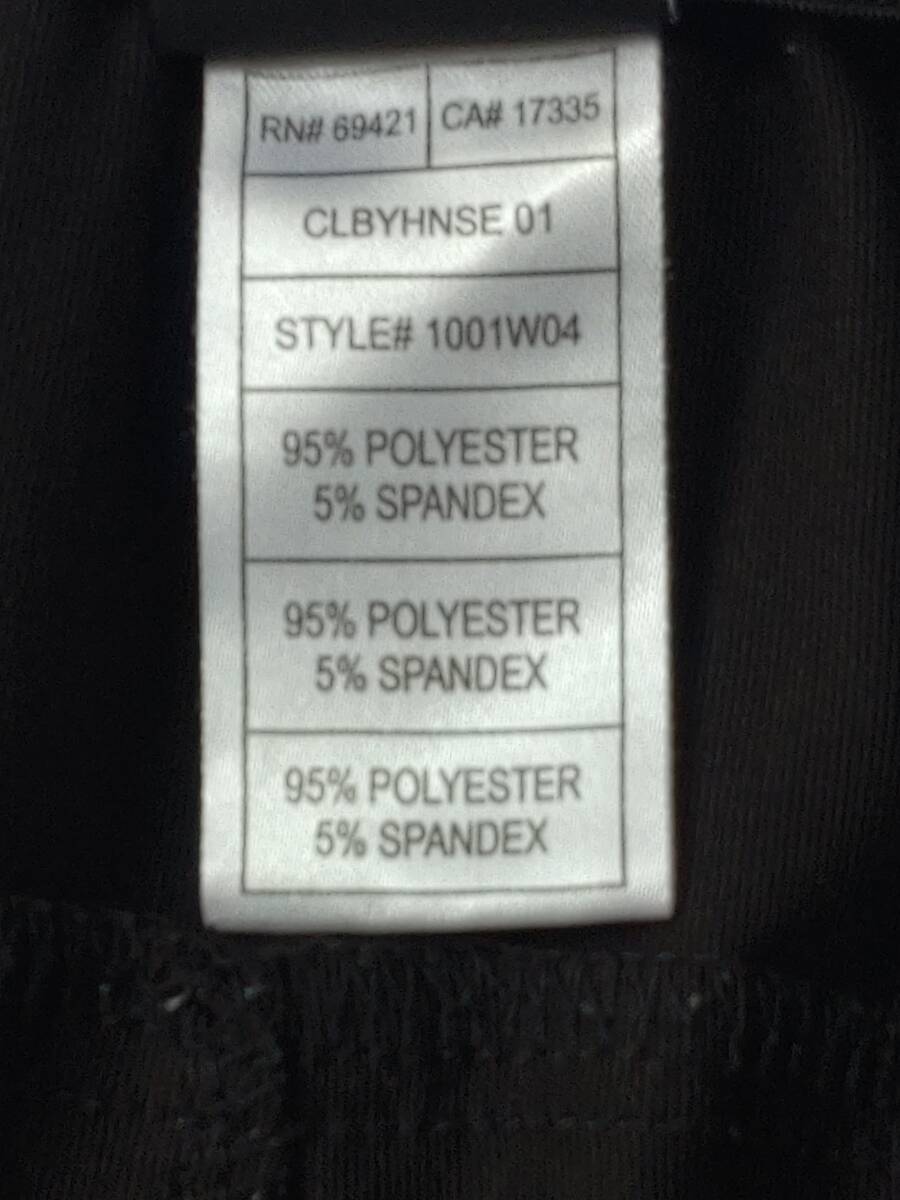 RN# 69421 CA# 17335
CLBYHNSE 01
STYLE# 1001W04
95% POLYESTER
5% SPANDEX
95% POLYESTER
5% SPANDEX
95% POLYESTER
5% SPANDEX